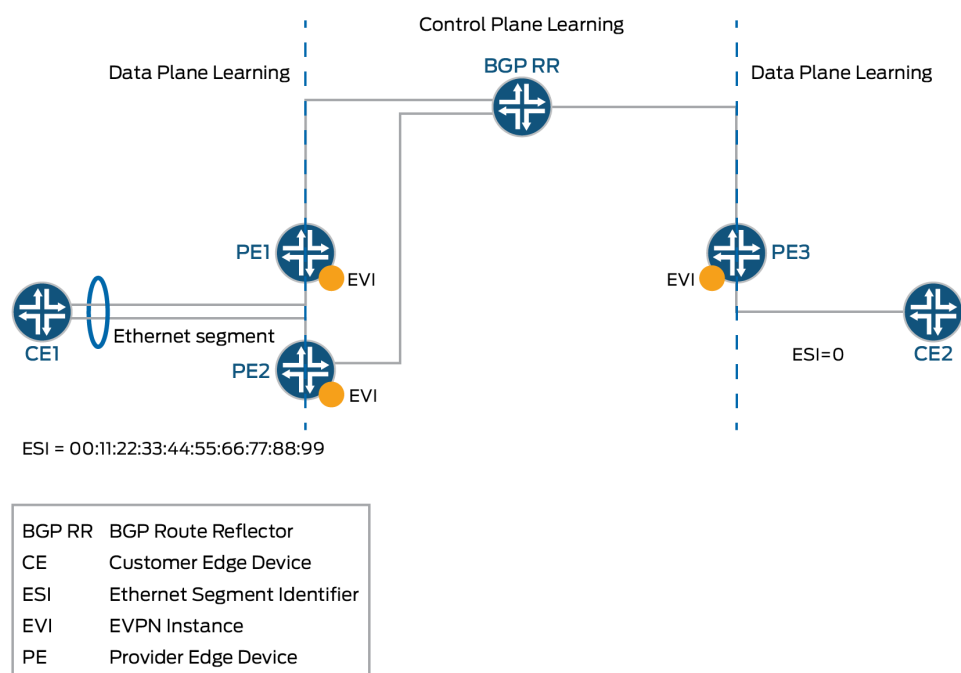 Control Plane Learning
Data Plane Learning
BGP RR
Data Plane Learning
PE1
EVI
PE3
EVI
Ethernet segment
CE1
PE2
EVI
ESI=0
CE2
ESI = 00:11:22:33:44:55:66:77:88:99
BGP RR BGP Route Reflector
CE Customer Edge Device
ESI Ethernet Segment Identifier
EVI EVPN Instance
PE Provider Edge Device